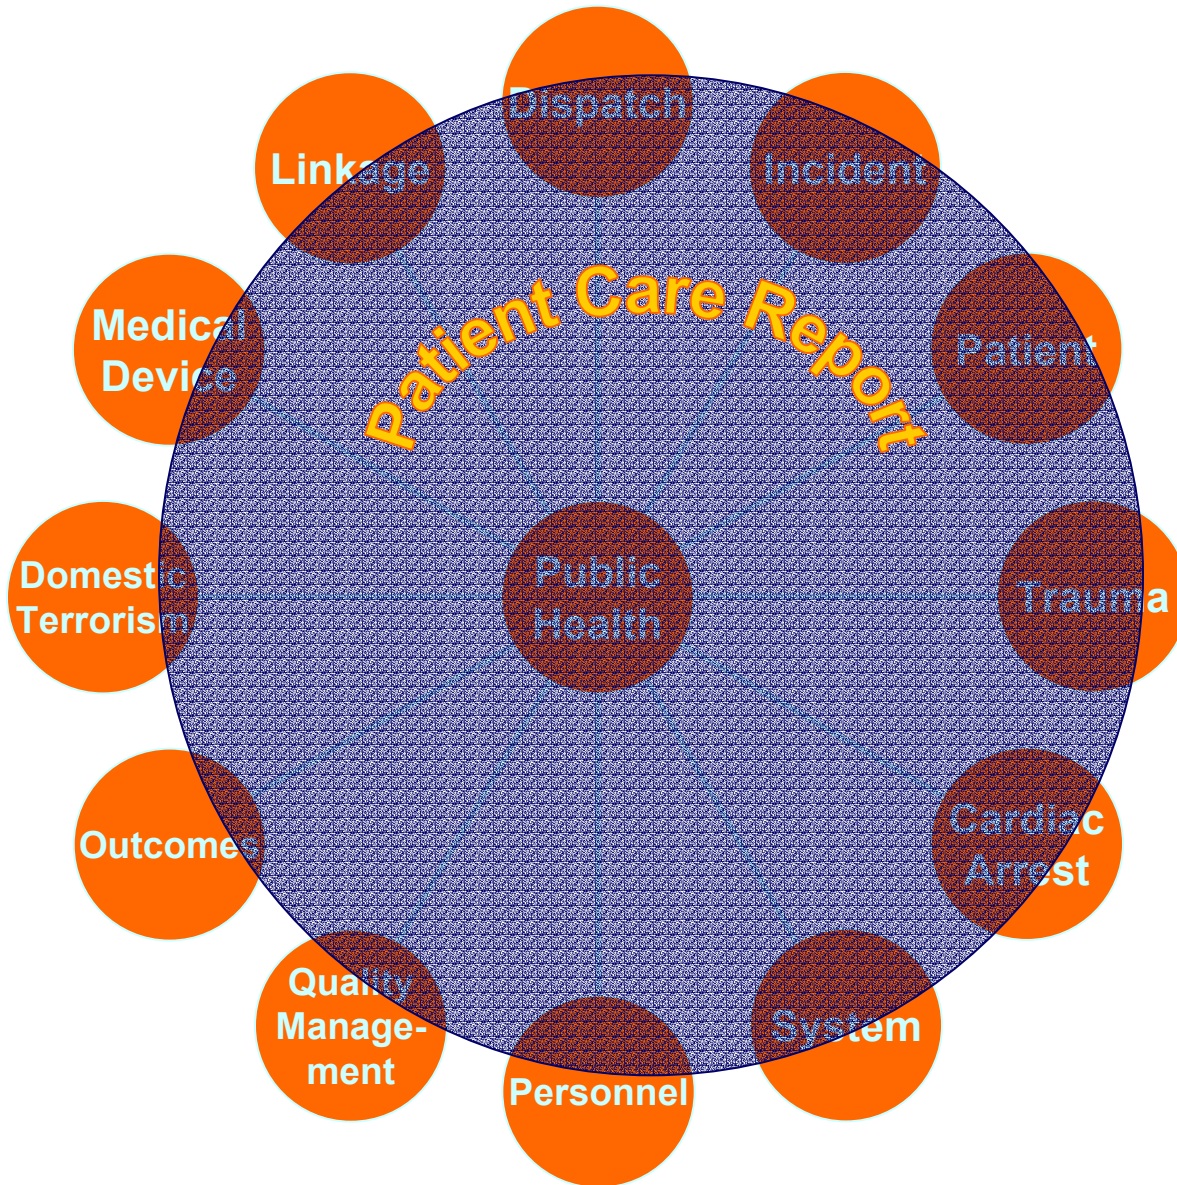 Dispatch
Linkage
Incident
Patient Care Report
Medical
Device
Patient
Domestic
Terrorism
Public
Health
Trauma
Outcomes
Cardiac
Arrest
Quality
Manage-
ment
System
Personnel